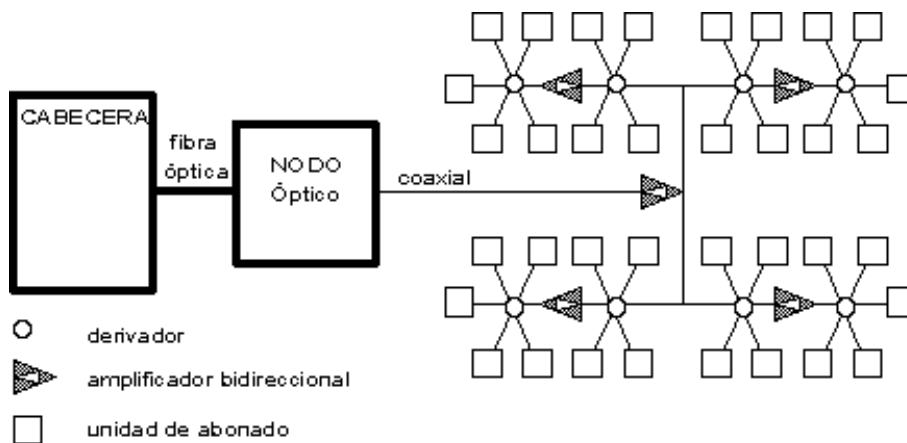 CABECERA
fibra
óptica
NODO
Óptico
coaxial
derivador
amplificador bidireccional
unidad de abonado